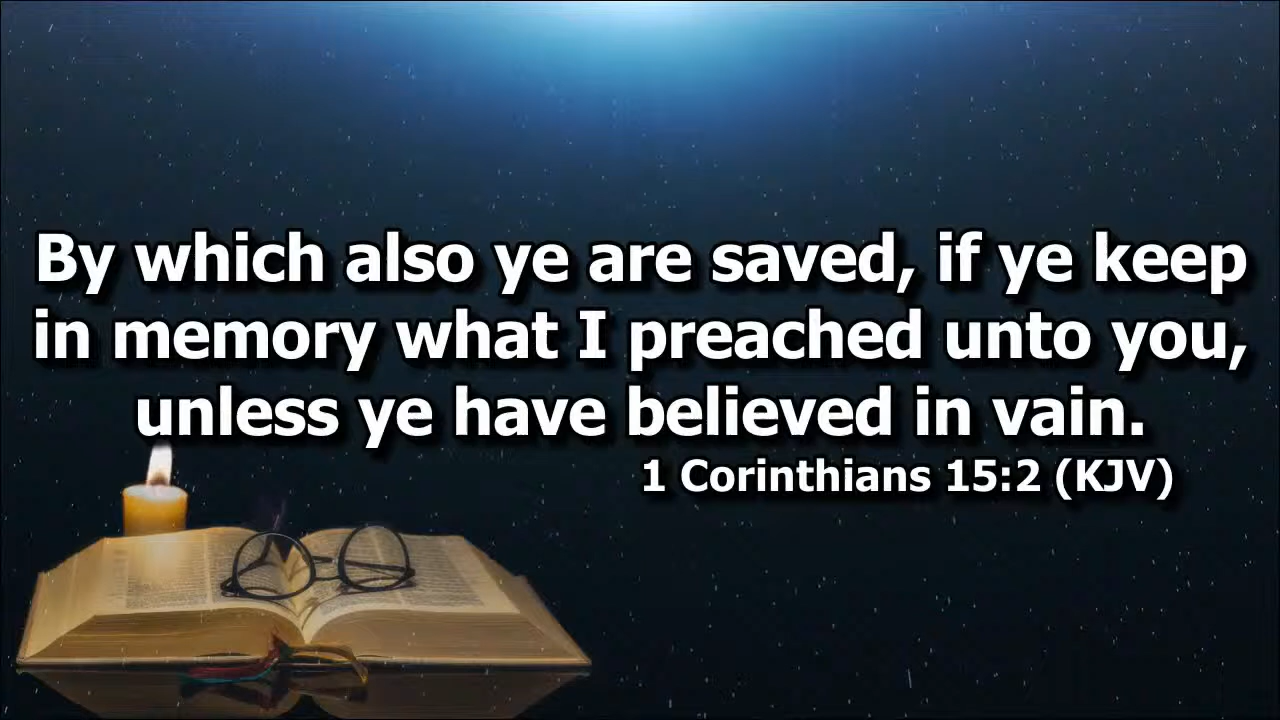 By which also ye are saved, if ye keep
in memory what I preached unto you,
unless ye have believed in vain.
1 Corinthians 15:2 (KJV)